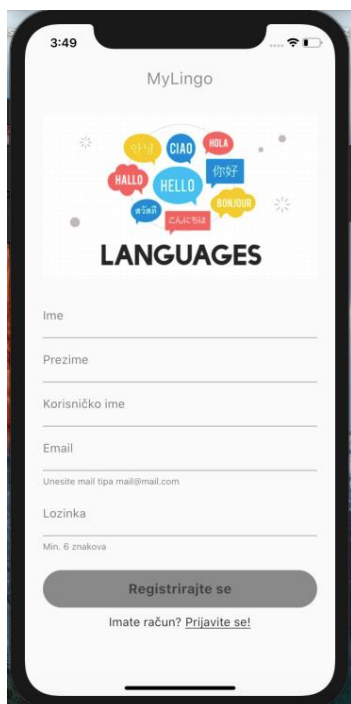 3:49
MyLingo
안녕
CIAO
HOLA
HALLO
HELLO
你好
สวัสดี
こんにちは
BONJOUR
LANGUAGES
Ime
Prezime
Korisničko ime
Email
Unesite mail tipa mail@mail.com
Lozinka
Min. 6 znakova
Registrirajte se
Imate račun? Prijavite se!